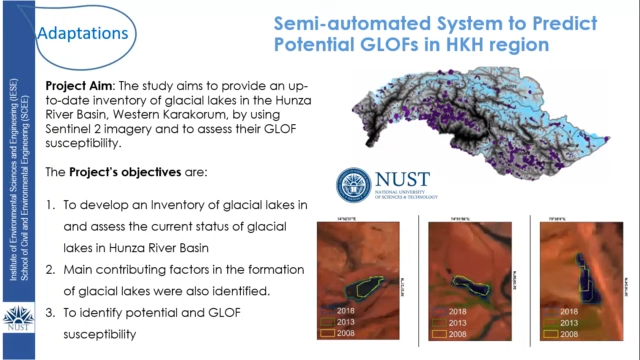 Adaptations
Semi-automated System to Predict
Potential GLOFs in HKH region
Project Aim: The study aims to provide an up-
to-date inventory of glacial lakes in the Hunza
River Basin, Western Karakorum, by using
Sentinel 2 imagery and to assess their GLOF
susceptibility.
The Project's objectives are:
1. To develop an Inventory of glacial lakes in
and assess the current status of glacial
lakes in Hunza River Basin
2. Main contributing factors in the formation
of glacial lakes were also identified.
3. To identify potential and GLOF
susceptibility
NUST
NATIONAL UNIVERSITY
OF SCIENCES & TECHNOLOGY
2018
2013
2008
2018
2013
2008
2018
2013
2008
Institute of Environmental Sciences and Engineering (IESE)
School of Civil and Environmental Engineering (SCEE)
NUST